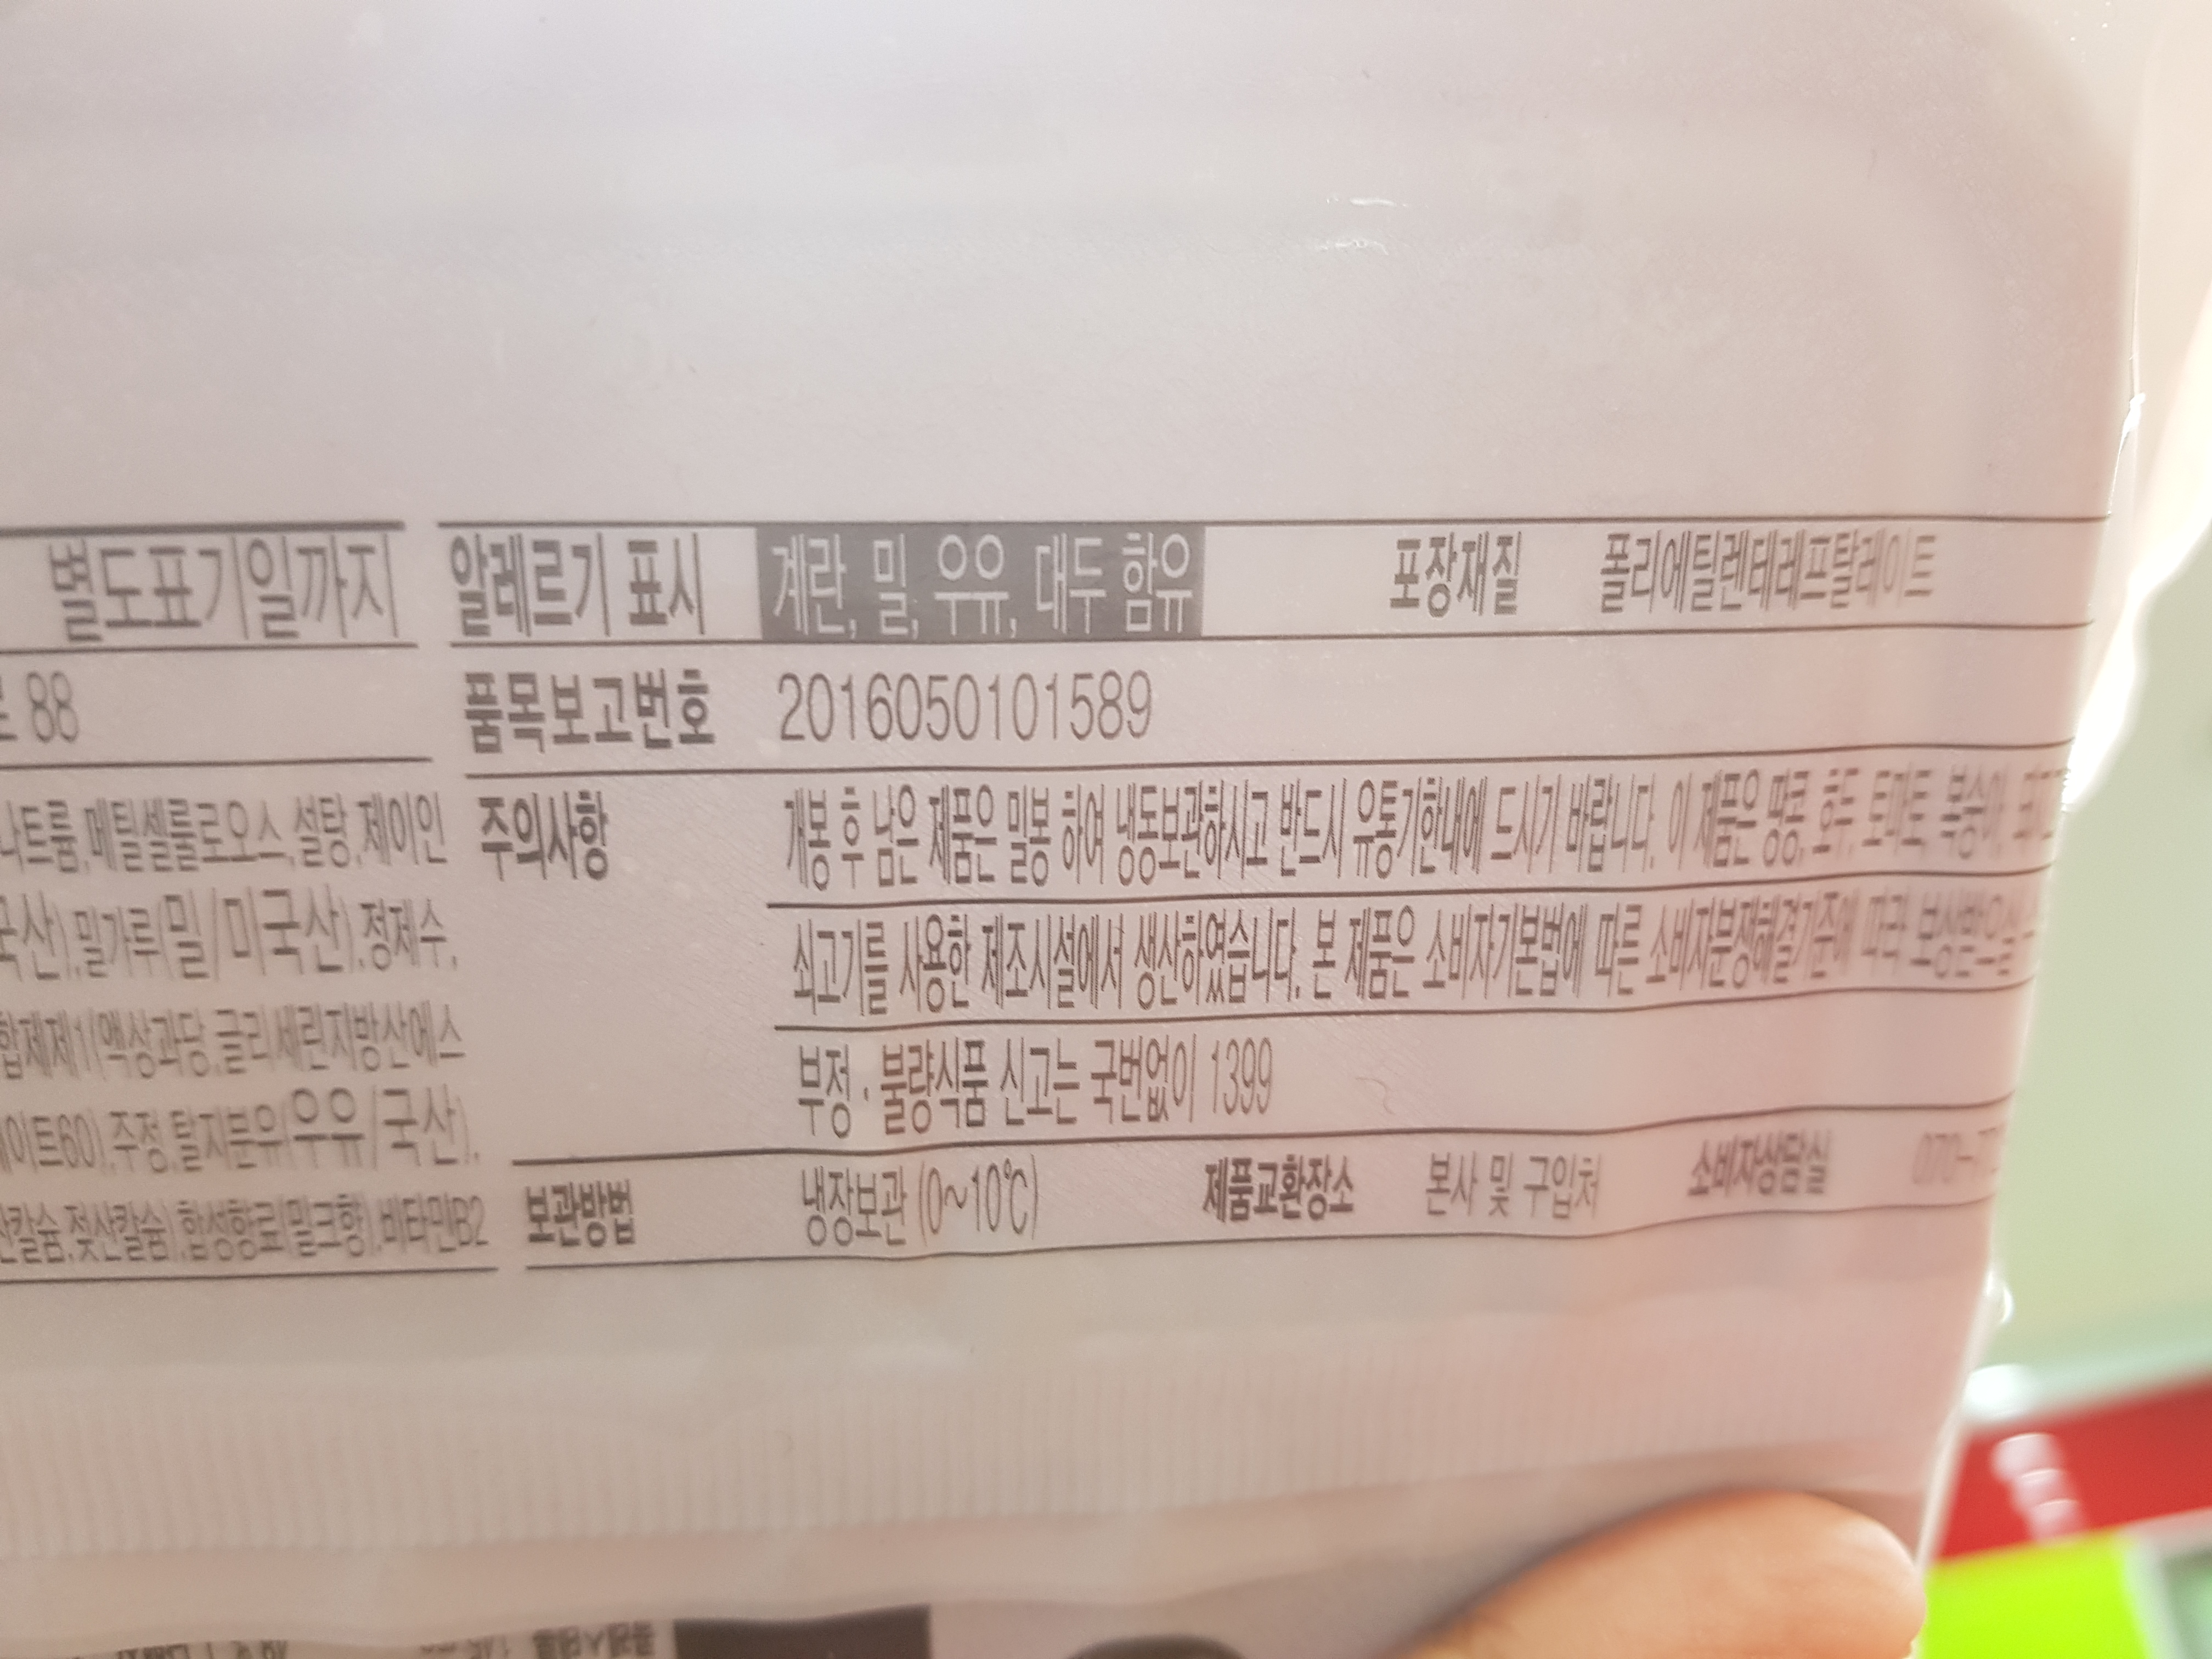 별도표기일까지
88
나트륨,메틸셀룰로오스,설탕,제이인
국산),밀가루(밀/미국산),정제수,
합제제1(액상과당,글리세린지방산에스
이트60),주정,탈지분유(우유/국산),
산칼슘,젖산칼슘),합성향료(밀크향),비타민B2
알레르기 표시 계란, 밀, 우유, 대두 함유 포장재질 폴리에틸렌테레프탈레이트
품목보고번호 2016050101589
주의사항 개봉 후 남은 제품은 밀봉 하여 냉동보관하시고 반드시 유통기한내에 드시기 바랍니다. 이 제품은 땅콩, 호두, 토마토, 복숭아,
쇠고기를 사용한 제조시설에서 생산하였습니다. 본 제품은 소비자기본법에 따른 소비자분쟁해결기준에 따라 보상받으실
부정·불량식품 신고는 국번없이 1399
보관방법 냉장보관 (0~10℃) 제품교환장소 본사 및 구입처 소비자상담실